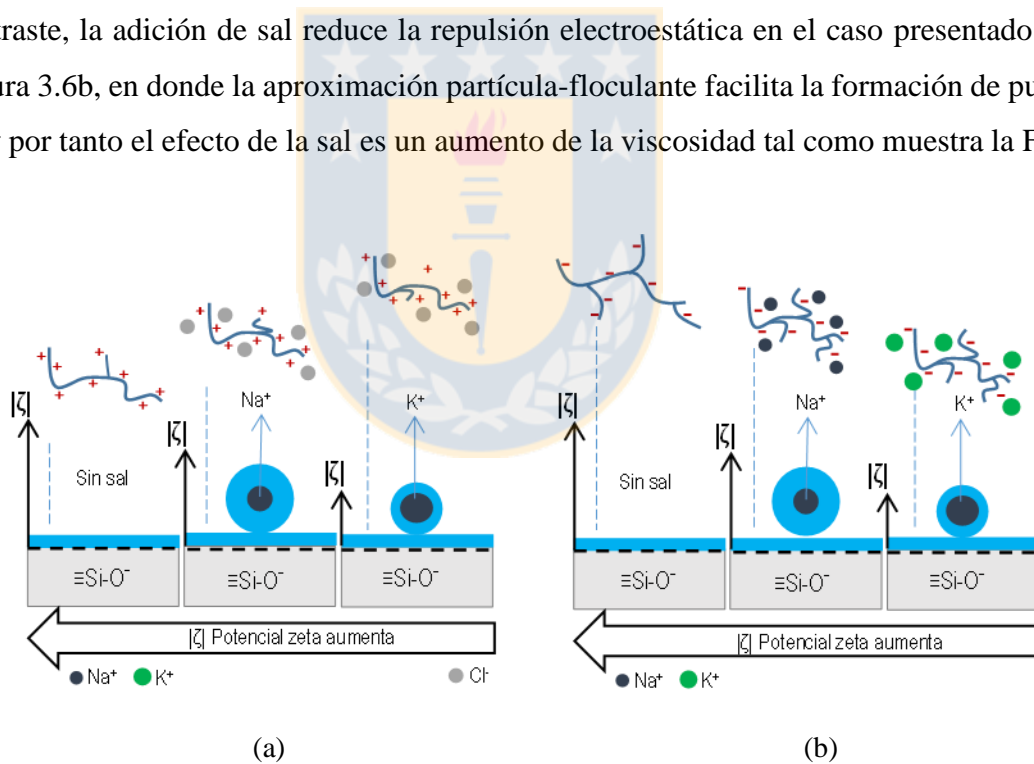 traste, la adición de sal reduce la repulsión electroestática en el caso presentado
ura 3.6b, en donde la aproximación partícula-floculante facilita la formación de pu
y por tanto el efecto de la sal es un aumento de la viscosidad tal como muestra la F
|ζ| Sin sal ≡Si-O⁻
|ζ| Na⁺ ≡Si-O⁻
|ζ| K⁺ ≡Si-O⁻
|ζ| Potencial zeta aumenta
Na⁺ K⁺ Cl⁻
(a)
|ζ| Sin sal ≡Si-O⁻
|ζ| Na⁺ ≡Si-O⁻
|ζ| K⁺ ≡Si-O⁻
|ζ| Potencial zeta aumenta
Na⁺ K⁺
(b)